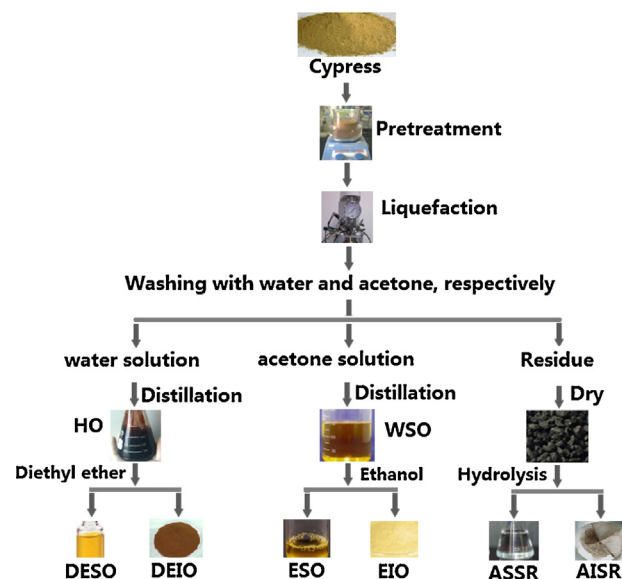 Cypress
Pretreatment
Liquefaction
Washing with water and acetone, respectively
water solution
acetone solution
Residue
Distillation
Distillation
Dry
HO
WSO
Diethyl ether
Ethanol
Hydrolysis
DESO
DEIO
ESO
EIO
ASSR
AISR